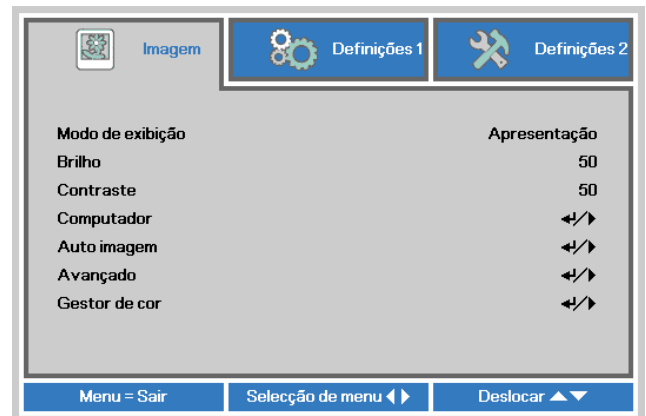 Imagem Definições 1 Definições 2
Modo de exibição Apresentação
Brilho 50
Contraste 50
Computador ↵/▶
Auto imagem ↵/▶
Avançado ↵/▶
Gestor de cor ↵/▶
Menu = Sair Selecção de menu ◀▶ Deslocar ▲▼